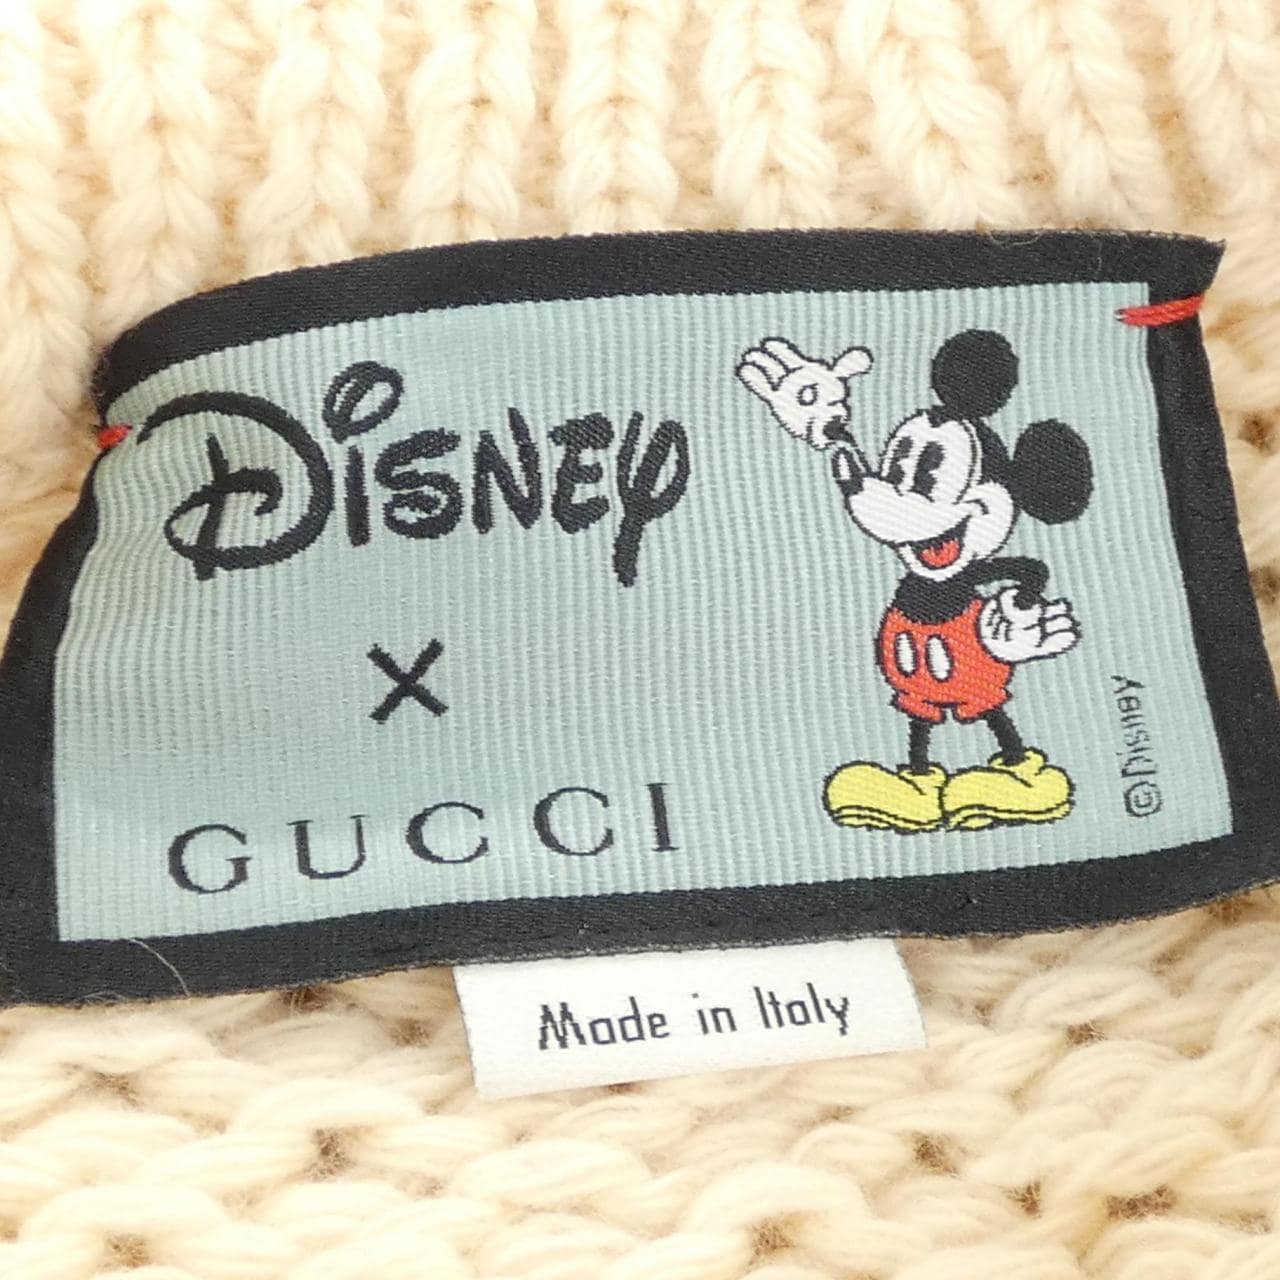 Disney
×
GUCCI
©Disney
Made in Italy